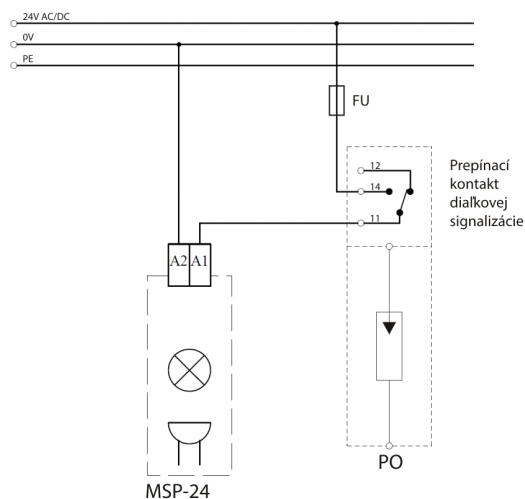 24V AC/DC
0V
PE
FU
12
14
11
Prepínací
kontakt
diaľkovej
signalizácie
A2 A1
MSP-24
PO